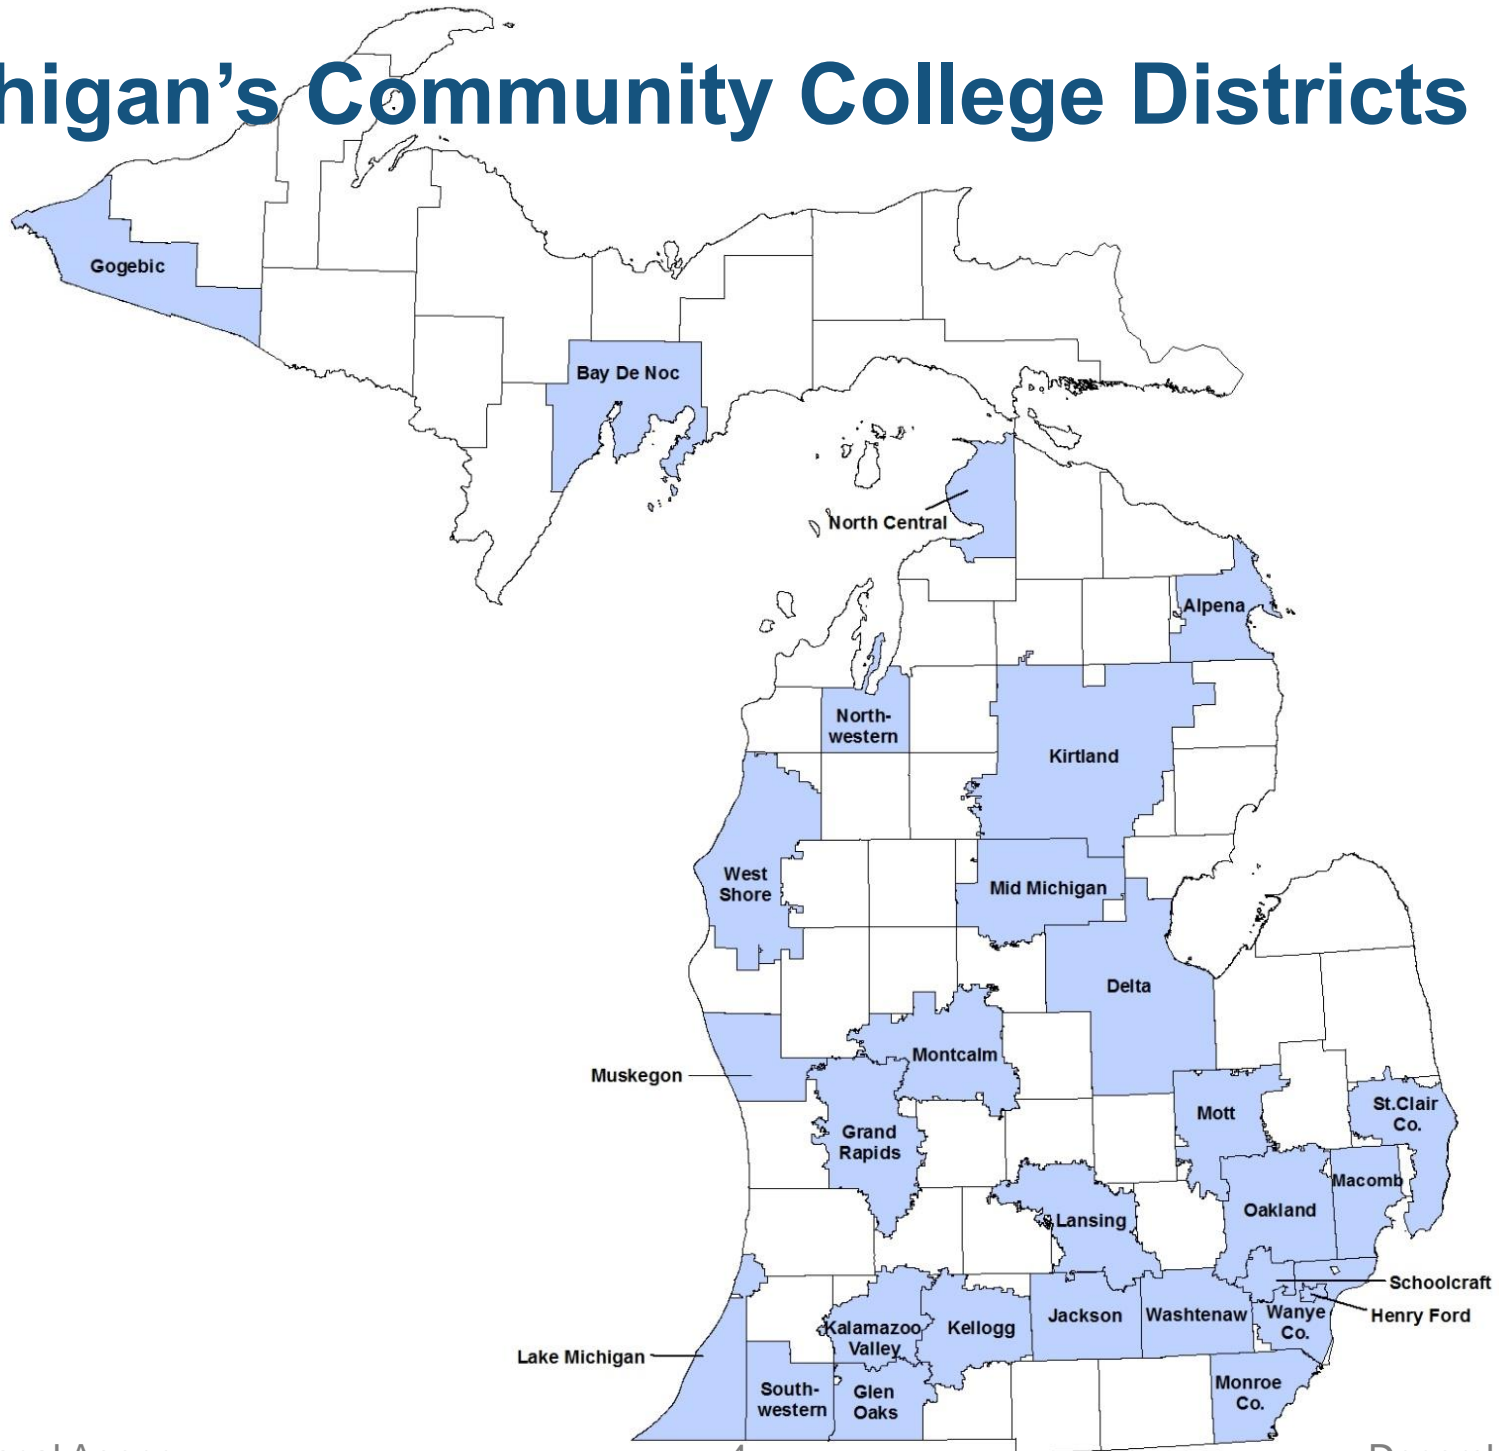 higan's Community College Districts
Gogebic
Bay De Noc
North Central
Alpena
North-
western
Kirtland
West
Shore
Mid Michigan
Delta
Montcalm
Muskegon
Mott
St.Clair
Co.
Grand
Rapids
Macomb
Oakland
Lansing
Schoolcraft
Henry Ford
Wanye
Co.
Washtenaw
Jackson
Kellogg
Kalamazoo
Valley
Lake Michigan
South-
western
Glen
Oaks
Monroe
Co.